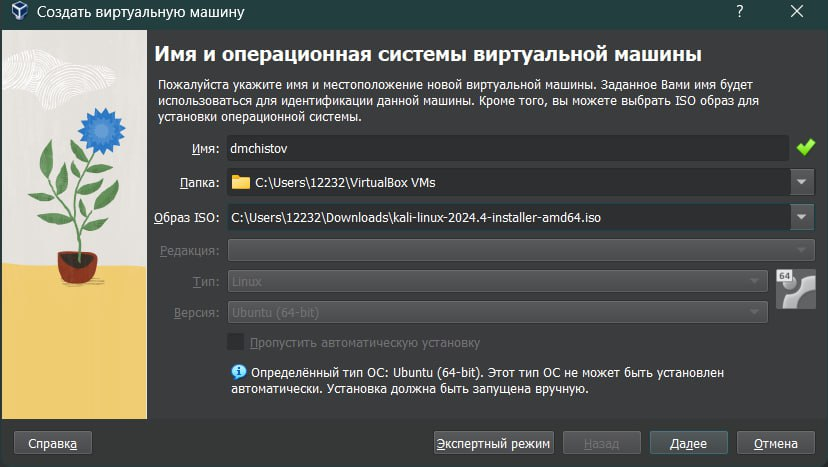 Создать виртуальную машину
?
Имя и операционная системы виртуальной машины
Пожалуйста укажите имя и местоположение новой виртуальной машины. Заданное Вами имя будет
использоваться для идентификации данной машины. Кроме того, вы можете выбрать ISO образ для
установки операционной системы.
Имя: dmchistov
Папка: C:\Users\12232\VirtualBox VMs
Образ ISO: C:\Users\12232\Downloads\kali-linux-2024.4-installer-amd64.iso
Редакция:
Тип: Linux
64
Версия: Ubuntu (64-bit)
Пропустить автоматическую установку
Определённый тип ОС: Ubuntu (64-bit). Этот тип ОС не может быть установлен
автоматически. Установка должна быть запущена вручную.
Справка Экспертный режим Назад Далее Отмена